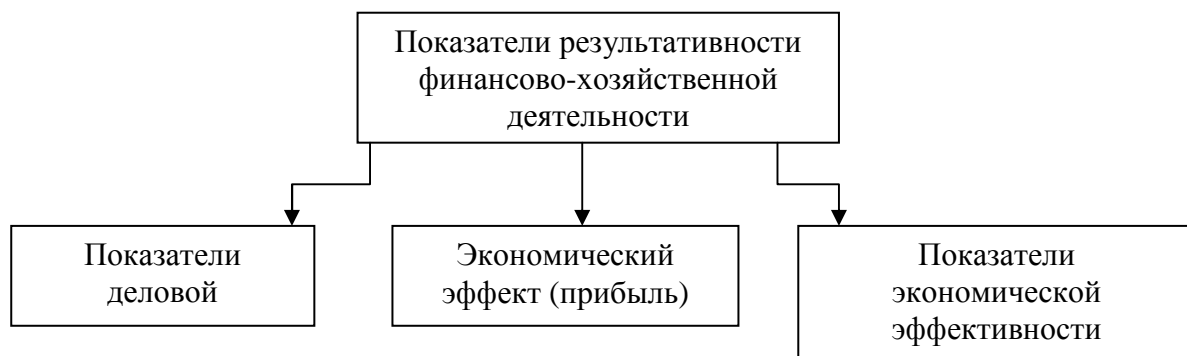 Показатели результативности
финансово-хозяйственной
деятельности
Показатели
деловой
Экономический
эффект (прибыль)
Показатели
экономической
эффективности